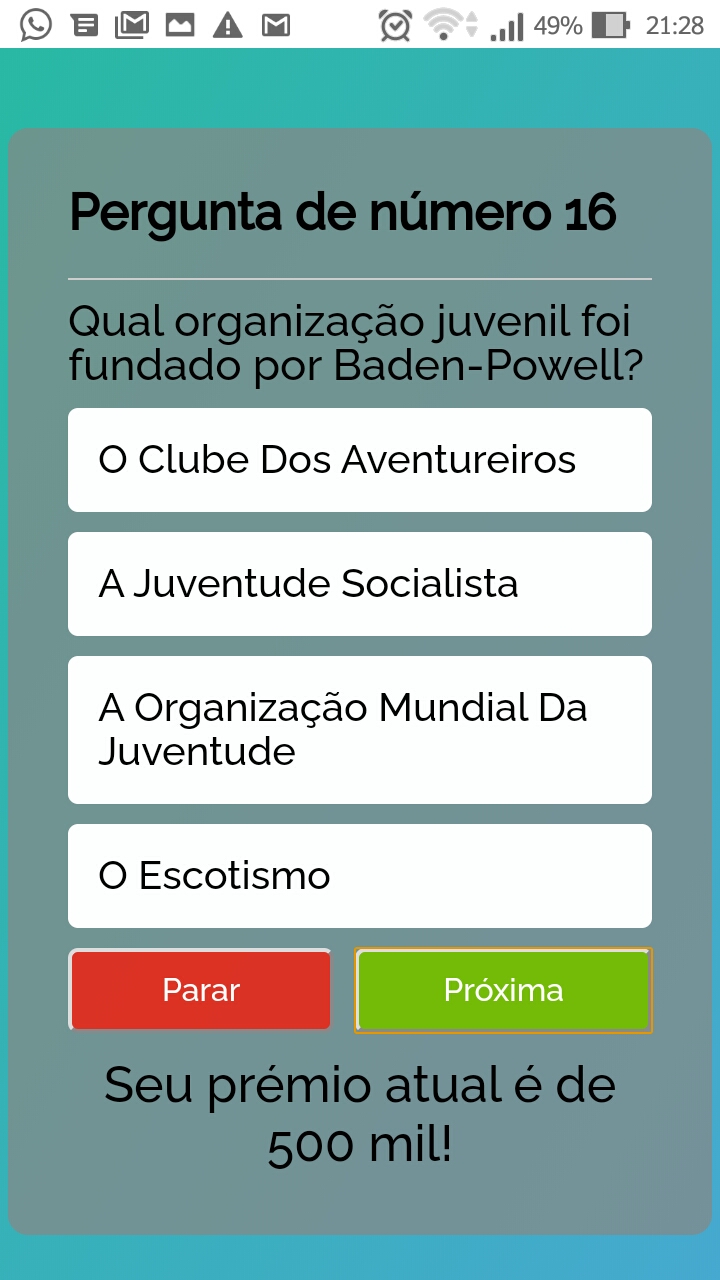 49% 21:28
Pergunta de número 16
Qual organização juvenil foi
fundado por Baden-Powell?
O Clube Dos Aventureiros
A Juventude Socialista
A Organização Mundial Da
Juventude
O Escotismo
Parar Próxima
Seu prémio atual é de
500 mil!